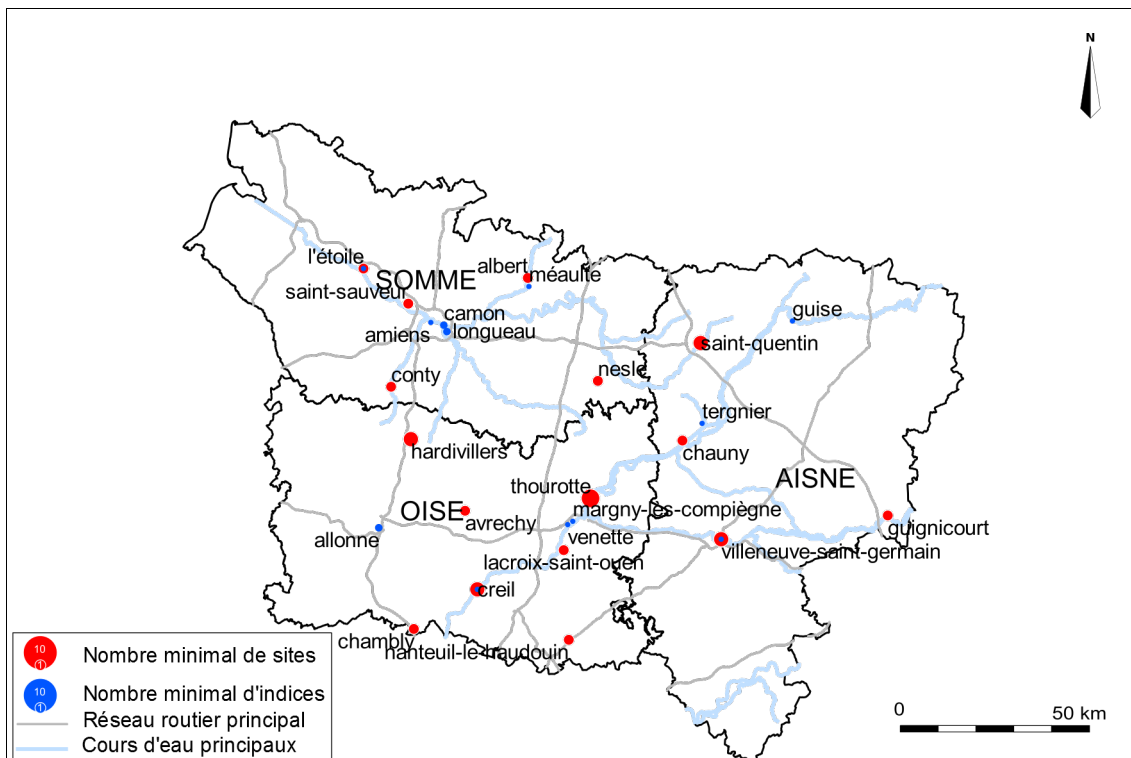 N
l'étoile
SOMME
albert
méaulte
saint-sauveur
camon
guise
amiens
longueau
saint-quentin
conty
nesle
tergnier
hardivillers
chauny
AISNE
thourotte
OISE
avrechy
margny-les-compiègne
guignicourt
allonne
venette
villeneuve-saint-germain
lacroix-saint-ouen
creil
chambly
nanteuil-le-haudouin
10
1
Nombre minimal de sites
10
1
Nombre minimal d'indices
Réseau routier principal
Cours d'eau principaux
0
50 km